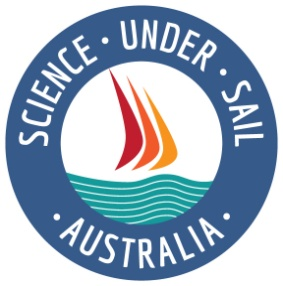 SCIENCE · UNDER · SAIL
· AUSTRALIA ·